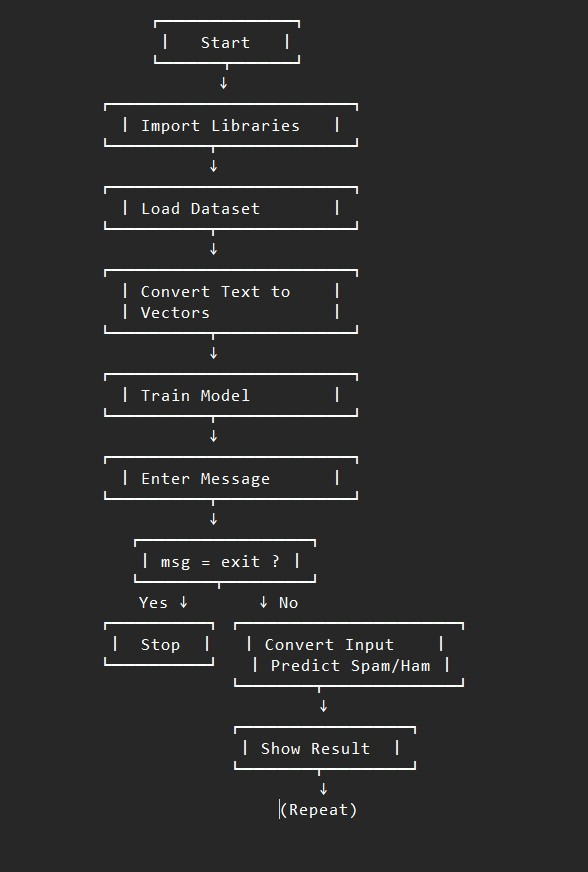 Start
Import Libraries
Load Dataset
Convert Text to
Vectors
Train Model
Enter Message
msg = exit ?
Yes ↓ ↓ No
Stop
Convert Input
Predict Spam/Ham
Show Result
(Repeat)